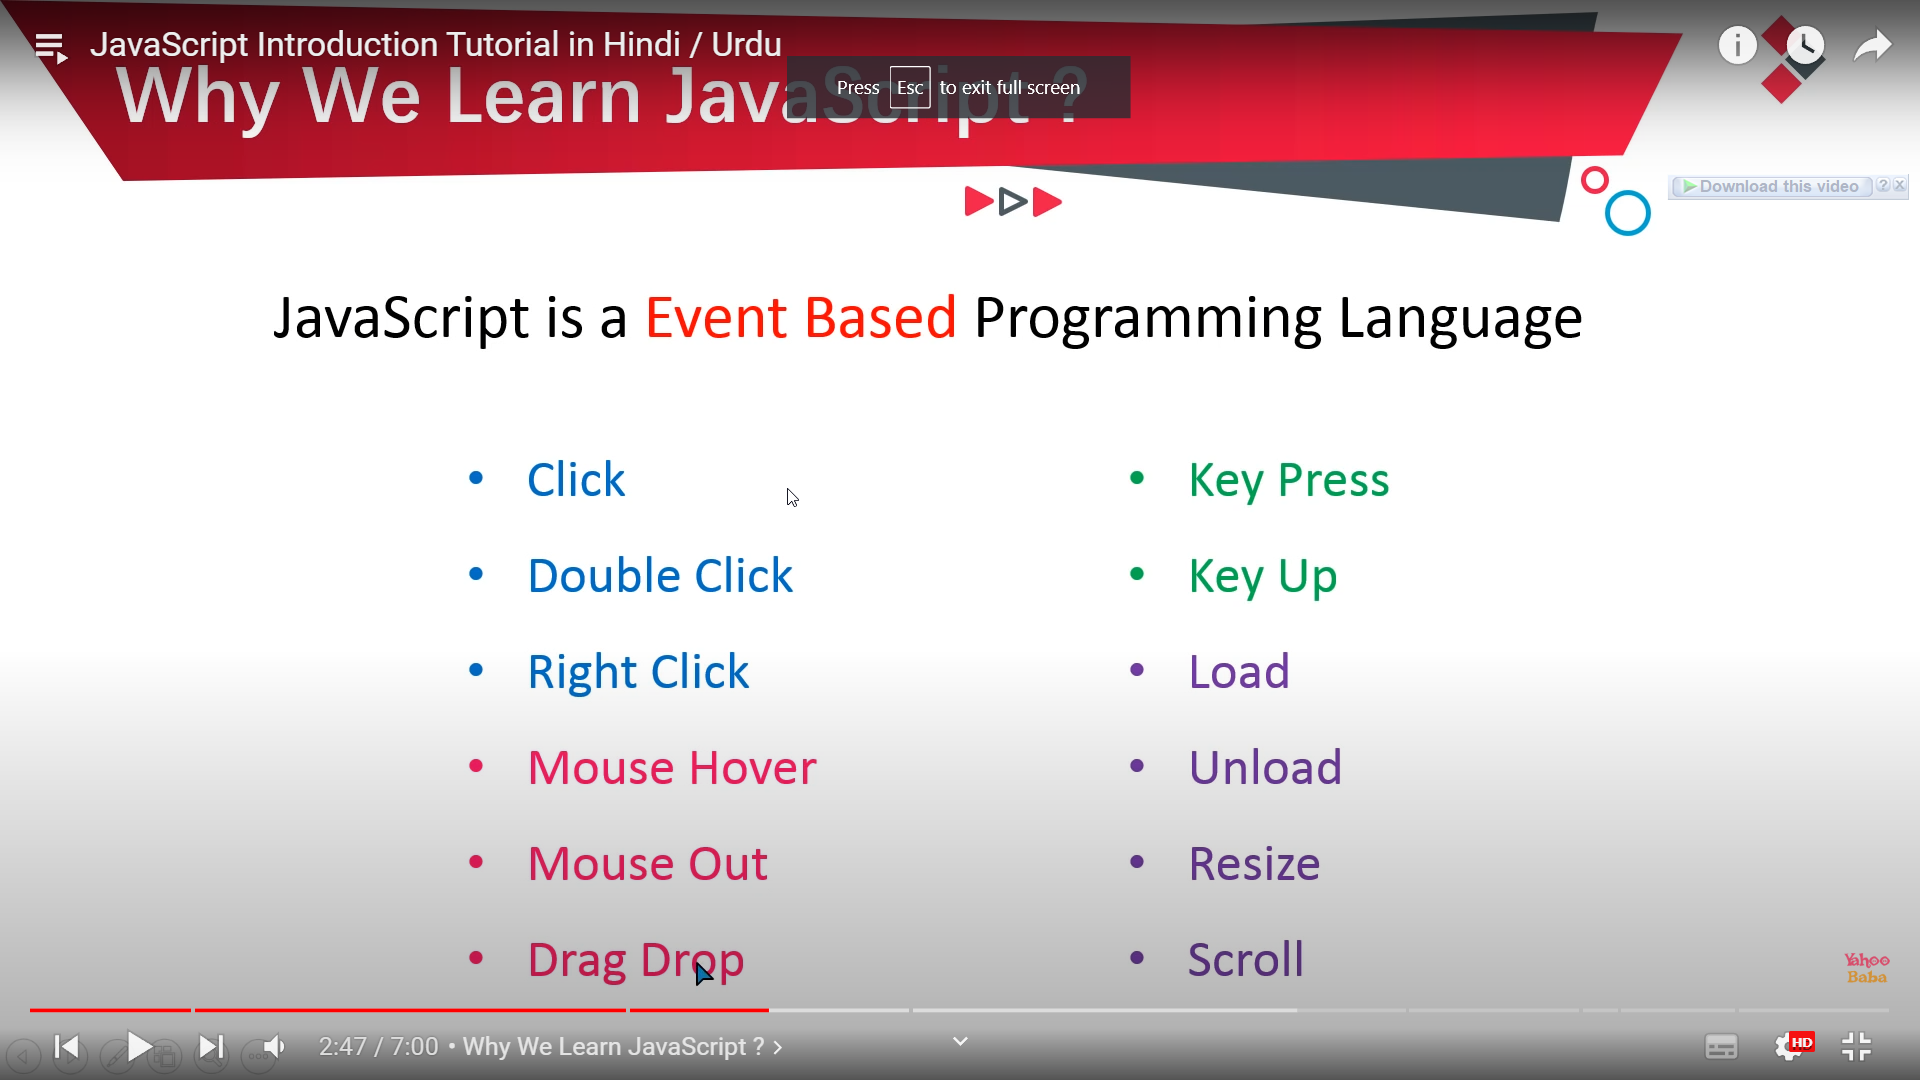 JavaScript Introduction Tutorial in Hindi / Urdu
Why We Learn JavaScript ?
Press Esc to exit full screen
Download this video ? x
JavaScript is a Event Based Programming Language
• Click
• Double Click
• Right Click
• Mouse Hover
• Mouse Out
• Drag Drop
• Key Press
• Key Up
• Load
• Unload
• Resize
• Scroll
Yahoo
Baba
2:47 / 7:00 • Why We Learn JavaScript ? >
HD